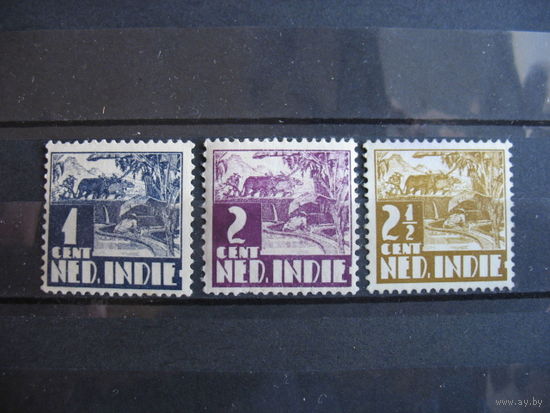 1
CENT
NED. INDIE
2
CENT
NED. INDIE
2 1/2
CENT
NED. INDIE
www.ay.by